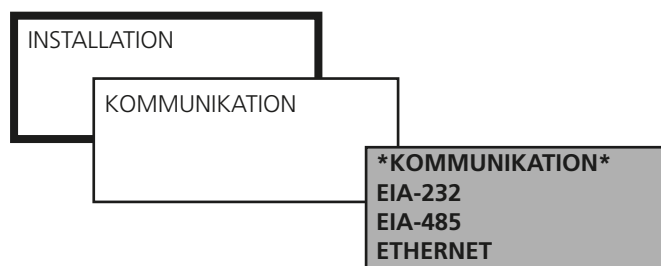 INSTALLATION
KOMMUNIKATION
*KOMMUNIKATION*
EIA-232
EIA-485
ETHERNET